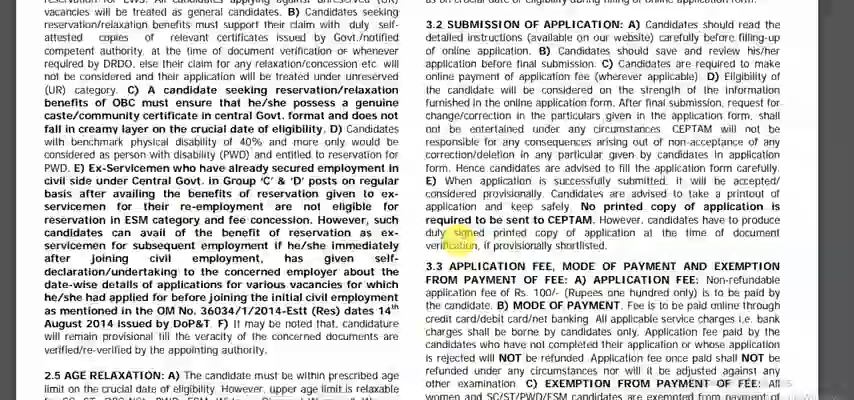 reservation for EWS. All candidates applying against unreserved (UR)
vacancies will be treated as general candidates. B) Candidates seeking
reservation/relaxation benefits must support their claim with duly self-
attested copies of relevant certificates issued by Govt./notified
competent authority, at the time of document verification or whenever
required by DRDO, else their claim for any relaxation/concession etc. will
not be considered and their application will be treated under unreserved
(UR) category. C) A candidate seeking reservation/relaxation
benefits of OBC must ensure that he/she possess a genuine
caste/community certificate in central Govt. format and does not
fall in creamy layer on the crucial date of eligibility. D) Candidates
with benchmark physical disability of 40% and more only would be
considered as person with disability (PWD) and entitled to reservation for
PWD. E) Ex-Servicemen who have already secured employment in
civil side under Central Govt. in Group 'C' & 'D' posts on regular
basis after availing the benefits of reservation given to ex-
servicemen for their re-employment are not eligible for
reservation in ESM category and fee concession. However, such
candidates can avail of the benefit of reservation as ex-
servicemen for subsequent employment if he/she immediately
after joining civil employment, has given self-
declaration/undertaking to the concerned employer about the
date-wise details of applications for various vacancies for which
he/she had applied for before joining the initial civil employment
as mentioned in the OM No. 36034/1/2014-Estt (Res) dates 14th
August 2014 issued by DoP&T. F) It may be noted that, candidature
will remain provisional till the veracity of the concerned documents are
verified/re-verified by the appointing authority.
2.5 AGE RELAXATION: A) The candidate must be within prescribed age
limit on the crucial date of eligibility. However, upper age limit is relaxable
as on crucial date of eligibility during filling of online application form.
3.2 SUBMISSION OF APPLICATION: A) Candidates should read the
detailed instructions (available on our website) carefully before filling-up
of online application. B) Candidates should save and review his/her
application before final submission. C) Candidates are required to make
online payment of application fee (wherever applicable). D) Eligibility of
the candidate will be considered on the strength of the information
furnished in the online application form. After final submission, request for
change/correction in the particulars given in the application form, shall
not be entertained under any circumstances. CEPTAM will not be
responsible for any consequences arising out of non-acceptance of any
correction/deletion in any particular given by candidates in application
form. Hence candidates are advised to fill the application form carefully.
E) When application is successfully submitted, it will be accepted/
considered provisionally. Candidates are advised to take a printout of
application and keep safely. No printed copy of application is
required to be sent to CEPTAM. However, candidates have to produce
duly signed printed copy of application at the time of document
verification, if provisionally shortlisted.
3.3 APPLICATION FEE, MODE OF PAYMENT AND EXEMPTION
FROM PAYMENT OF FEE: A) APPLICATION FEE: Non-refundable
application fee of Rs. 100/- (Rupees one hundred only) is to be paid by
the candidate. B) MODE OF PAYMENT. Fee is to be paid online through
credit card/debit card/net banking. All applicable service charges i.e. bank
charges shall be borne by candidates only. Application fee paid by the
candidates who have not completed their application or whose application
is rejected will NOT be refunded. Application fee once paid shall NOT be
refunded under any circumstances nor will it be adjusted against any
other examination. C) EXEMPTION FROM PAYMENT OF FEE: All
women and SC/ST/PWD/ESM candidates are exempted from payment of